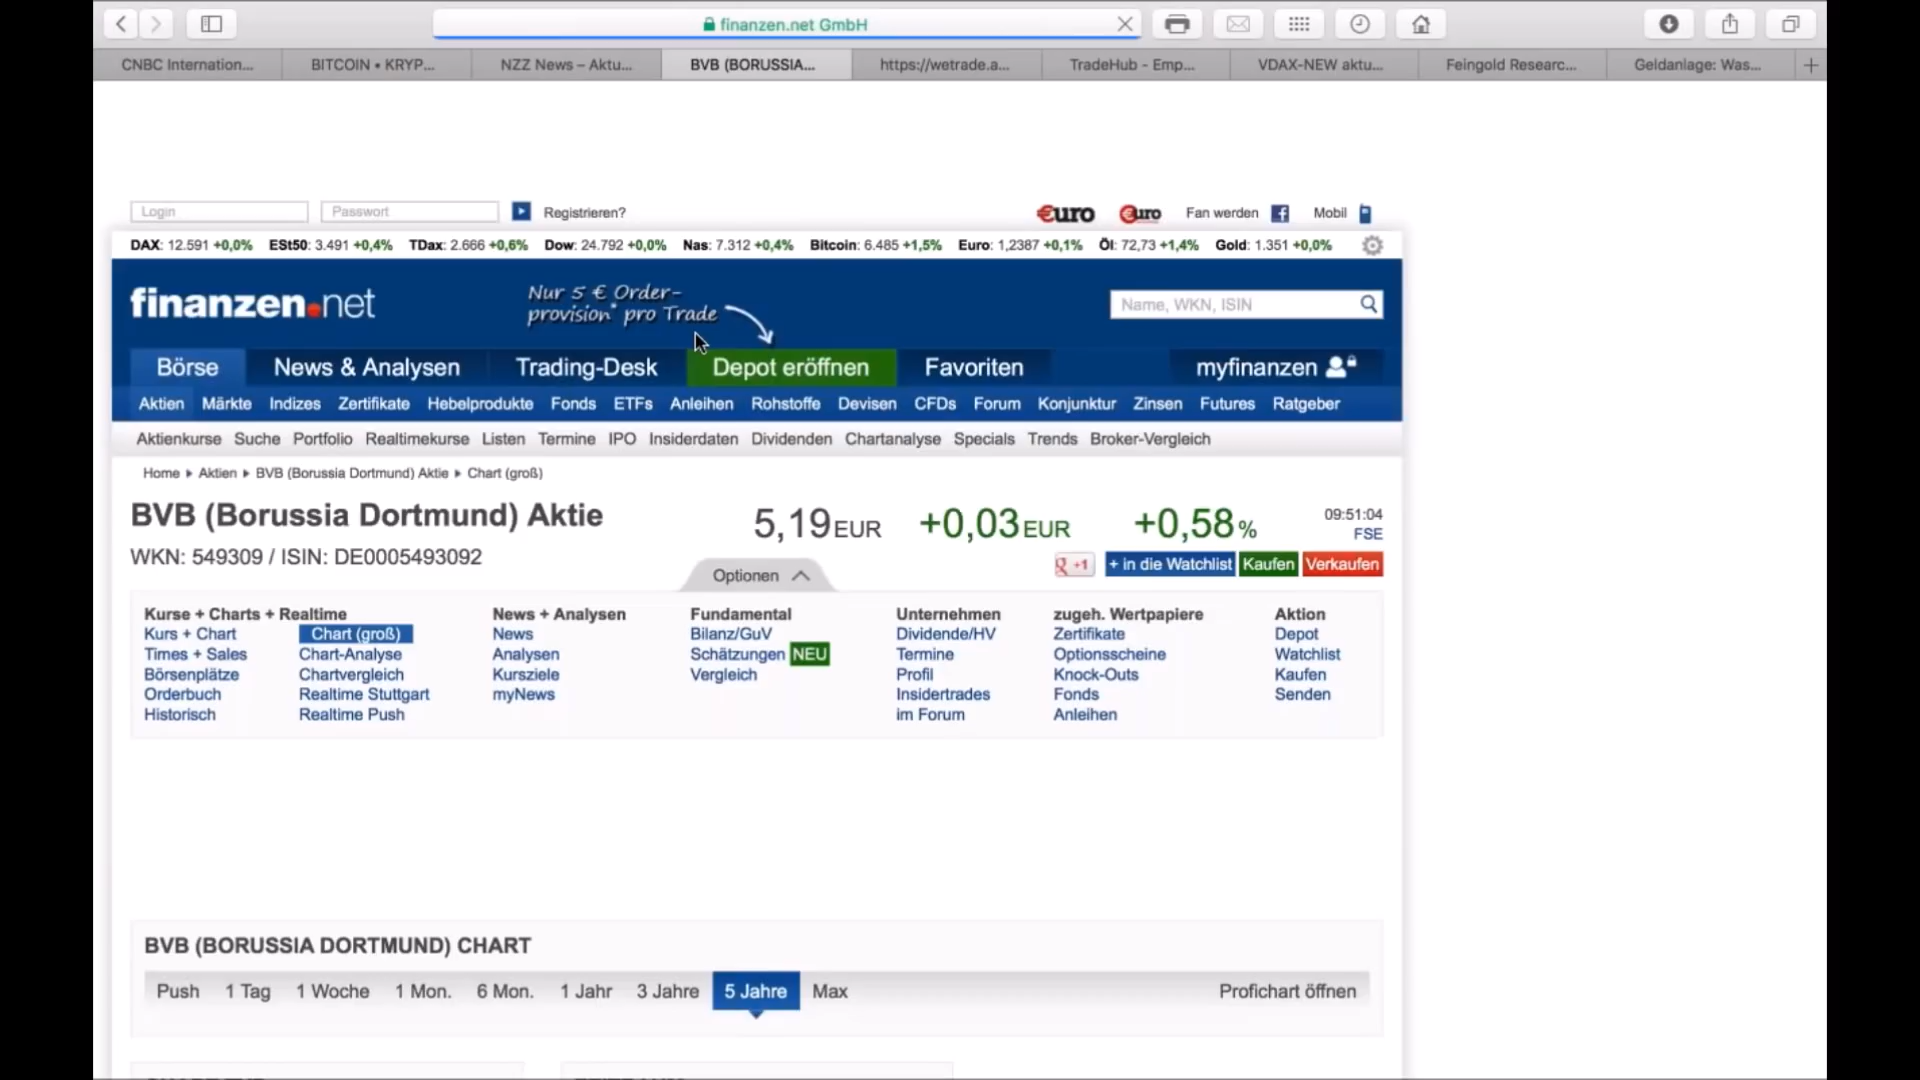 finanzen.net GmbH
CNBC Internation... BITCOIN • KRYP... NZZ News – Aktu... BVB (BORUSSIA... https://wetrade.a... TradeHub - Emp... VDAX-NEW aktu... Feingold Researc... Geldanlage: Was...
Login Passwort Registrieren? €uro €uro Fan werden Mobil
DAX: 12.591 +0,0% ESt50: 3.491 +0,4% TDax: 2.666 +0,6% Dow: 24.792 +0,0% Nas: 7.312 +0,4% Bitcoin: 6.485 +1,5% Euro: 1,2387 +0,1% Öl: 72,73 +1,4% Gold: 1.351 +0,0%
finanzen.net
Nur 5 € Order-
provision* pro Trade
Name, WKN, ISIN
Börse News & Analysen Trading-Desk Depot eröffnen Favoriten myfinanzen
Aktien Märkte Indizes Zertifikate Hebelprodukte Fonds ETFs Anleihen Rohstoffe Devisen CFDs Forum Konjunktur Zinsen Futures Ratgeber
Aktienkurse Suche Portfolio Realtimekurse Listen Termine IPO Insiderdaten Dividenden Chartanalyse Specials Trends Broker-Vergleich
Home ▸ Aktien ▸ BVB (Borussia Dortmund) Aktie ▸ Chart (groß)
BVB (Borussia Dortmund) Aktie 5,19 EUR +0,03 EUR +0,58 % 09:51:04
FSE
WKN: 549309 / ISIN: DE0005493092
g +1 + in die Watchlist Kaufen Verkaufen
Optionen
Kurse + Charts + Realtime News + Analysen Fundamental Unternehmen zugeh. Wertpapiere Aktion
Kurs + Chart Chart (groß) News Bilanz/GuV Dividende/HV Zertifikate Depot
Times + Sales Chart-Analyse Analysen Schätzungen NEU Termine Optionsscheine Watchlist
Börsenplätze Chartvergleich Kursziele Vergleich Profil Knock-Outs Kaufen
Orderbuch Realtime Stuttgart myNews Insidertrades Fonds Senden
Historisch Realtime Push im Forum Anleihen
BVB (BORUSSIA DORTMUND) CHART
Push 1 Tag 1 Woche 1 Mon. 6 Mon. 1 Jahr 3 Jahre 5 Jahre Max Profichart öffnen